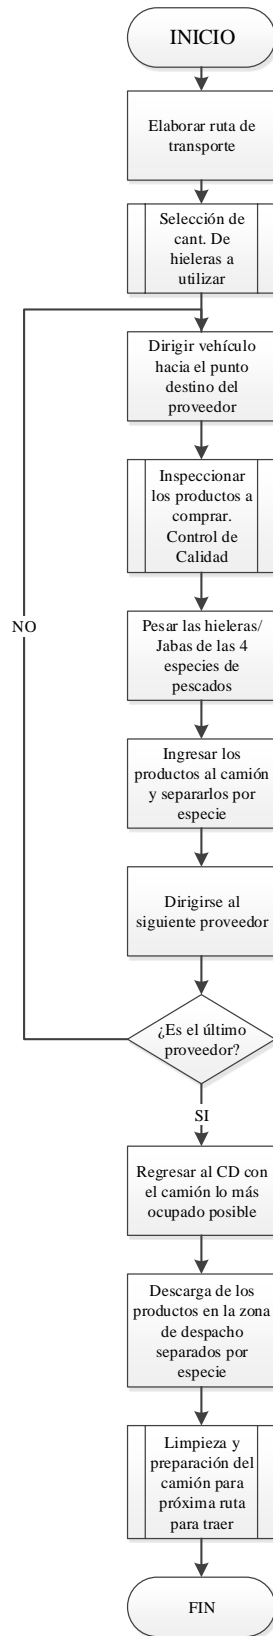 INICIO
Elaborar ruta de
transporte
Selección de
cant. De
hieleras a
utilizar
Dirigir vehículo
hacia el punto
destino del
proveedor
Inspeccionar
los productos a
comprar.
Control de
Calidad
NO
Pesar las hieleras/
Jabas de las 4
especies de
pescados
Ingresar los
productos al camión
y separarlos por
especie
Dirigirse al
siguiente proveedor
¿Es el último
proveedor?
SI
Regresar al CD con
el camión lo más
ocupado posible
Descarga de los
productos en la zona
de despacho
separados por
especie
Limpieza y
preparación del
camión para
próxima ruta
para traer
FIN